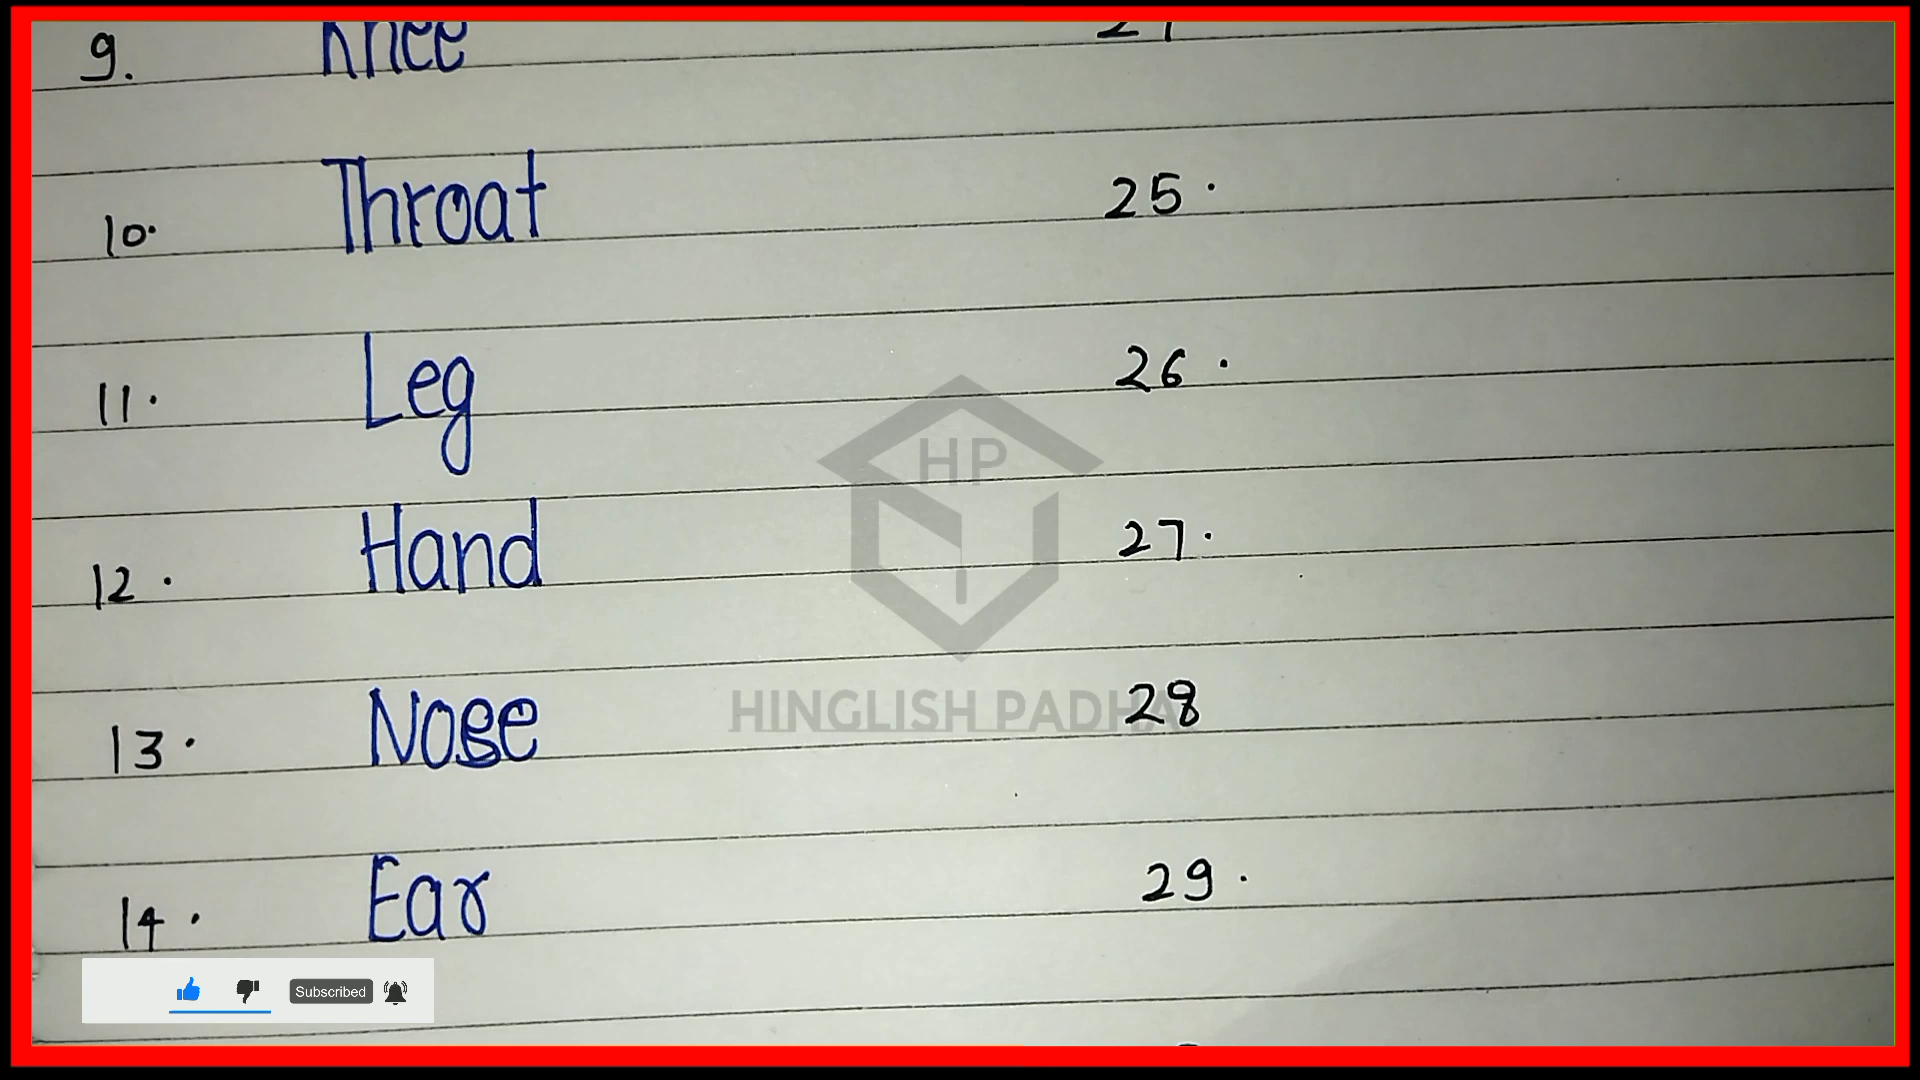 9. Knee
10. Throat 25.
11. Leg 26.
12. Hand 27.
13. Nose 28
14. Ear 29.
HP
HINGLISH PADHA
Subscribed